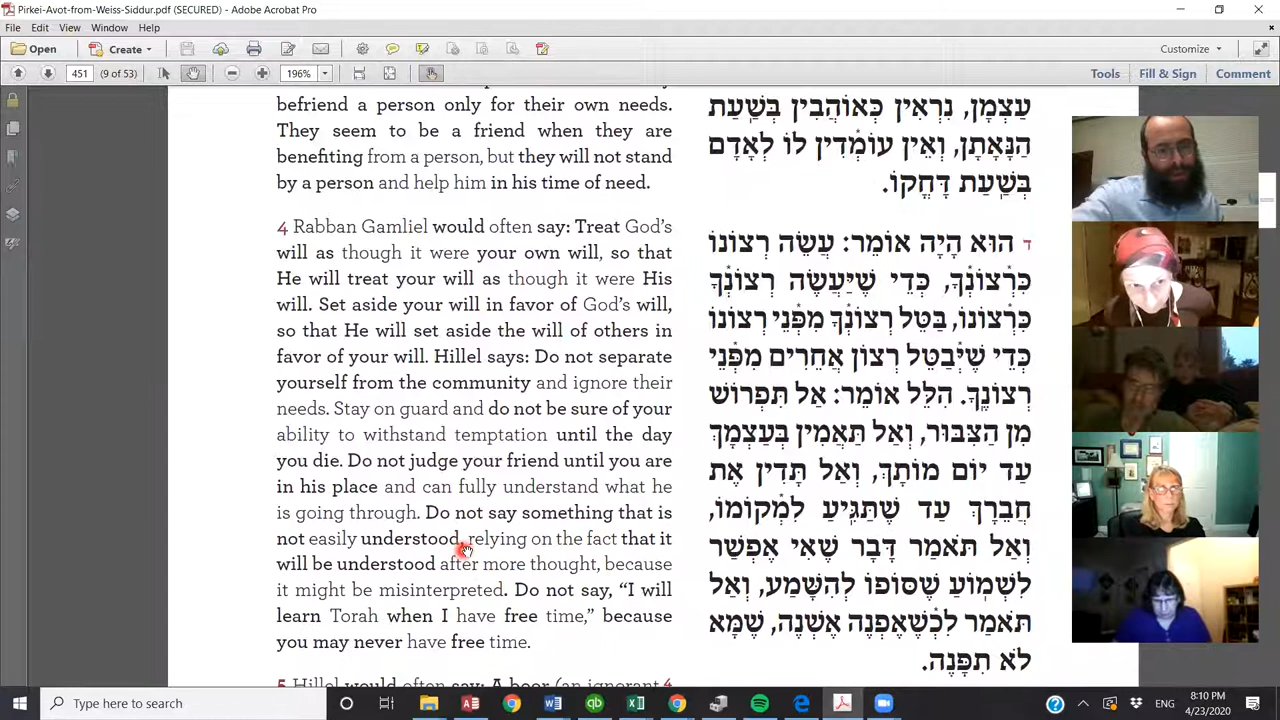 Pirkei-Avot-from-Weiss-Siddur.pdf (SECURED) - Adobe Acrobat Pro
File Edit View Window Help
Open Create Customize
451 (9 of 53) 196% Tools Fill & Sign Comment
befriend a person only for their own needs.
They seem to be a friend when they are
benefiting from a person, but they will not stand
by a person and help him in his time of need.
4 Rabban Gamliel would often say: Treat God's
will as though it were your own will, so that
He will treat your will as though it were His
will. Set aside your will in favor of God's will,
so that He will set aside the will of others in
favor of your will. Hillel says: Do not separate
yourself from the community and ignore their
needs. Stay on guard and do not be sure of your
ability to withstand temptation until the day
you die. Do not judge your friend until you are
in his place and can fully understand what he
is going through. Do not say something that is
not easily understood, relying on the fact that it
will be understood after more thought, because
it might be misinterpreted. Do not say, "I will
learn Torah when I have free time," because
you may never have free time.
5 Hillel would often say: A boor (an ignorant
עַצְמָן, נִרְאִין כְּאוֹהֲבִין בִּשְׁעַת
הֲנָאָתָן, וְאֵין עוֹמְדִין לוֹ לְאָדָם
בִּשְׁעַת דָּחֳקוֹ.
ד הוּא הָיָה אוֹמֵר: עֲשֵׂה רְצוֹנוֹ
כִּרְצוֹנְךָ, כְּדֵי שֶׁיַּעֲשֶׂה רְצוֹנְךָ
כִּרְצוֹנוֹ, בַּטֵּל רְצוֹנְךָ מִפְּנֵי רְצוֹנוֹ
כְּדֵי שֶׁיְּבַטֵּל רְצוֹן אֲחֵרִים מִפְּנֵי
רְצוֹנֶךָ. הִלֵּל אוֹמֵר: אַל תִּפְרוֹשׁ
מִן הַצִּבּוּר, וְאַל תַּאֲמִין בְּעַצְמְךָ
עַד יוֹם מוֹתְךָ, וְאַל תָּדִין אֶת
חֲבֵרְךָ עַד שֶׁתַּגִּיעַ לִמְקוֹמוֹ,
וְאַל תֹּאמַר דָּבָר שֶׁאִי אֶפְשַׁר
לִשְׁמוֹעַ שֶׁסּוֹפוֹ לְהִשָּׁמַע, וְאַל
תֹּאמַר לִכְשֶׁאֶפָּנֶה אֶשְׁנֶה, שֶׁמָּא
לֹא תִפָּנֶה.
Type here to search
ENG
8:10 PM
4/23/2020